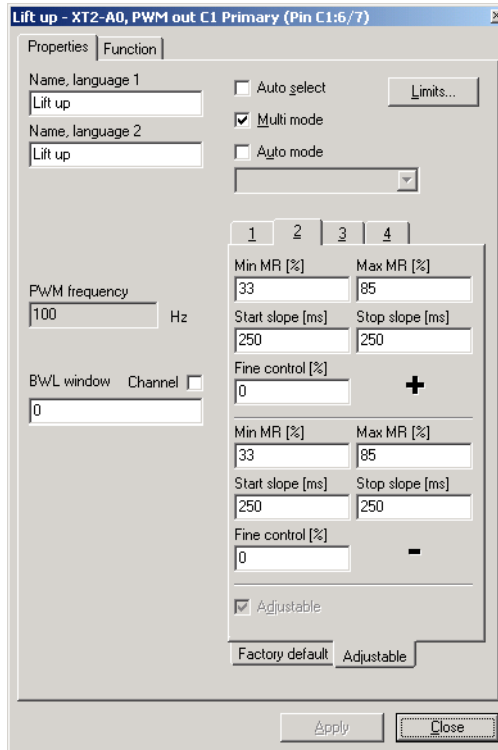 Lift up - XT2-A0, PWM out C1 Primary (Pin C1:6/7)
Properties Function
Name, language 1
Lift up
Name, language 2
Lift up
Auto select
Multi mode
Auto mode
Limits...
1 2 3 4
PWM frequency
100 Hz
BWL window Channel
0
Min MR [%] Max MR [%]
33 85
Start slope [ms] Stop slope [ms]
250 250
Fine control [%]
0 +
Min MR [%] Max MR [%]
33 85
Start slope [ms] Stop slope [ms]
250 250
Fine control [%]
0 -
Adjustable
Factory default Adjustable
Apply Close